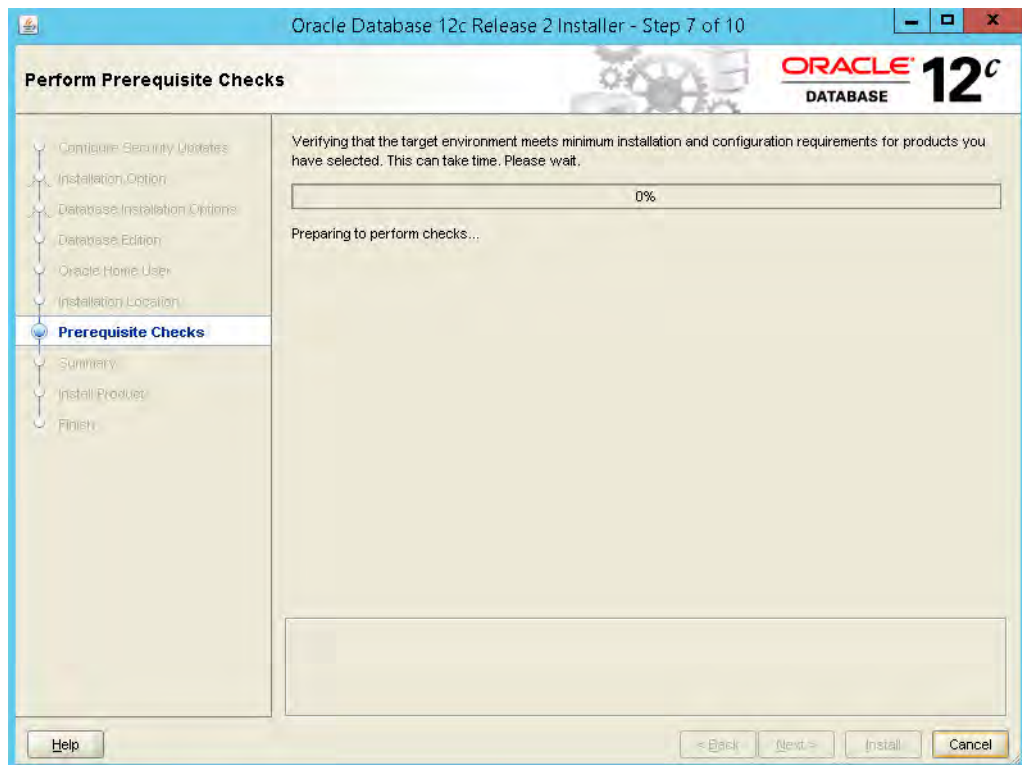 Oracle Database 12c Release 2 Installer - Step 7 of 10
Perform Prerequisite Checks
ORACLE
DATABASE
12c
Configure Security Updates
Installation Option
Database Installation Options
Database Edition
Oracle Home User
Installation Location
Prerequisite Checks
Summary
Install Product
Finish
Verifying that the target environment meets minimum installation and configuration requirements for products you
have selected. This can take time. Please wait.
0%
Preparing to perform checks...
Help
< Back
Next >
Install
Cancel